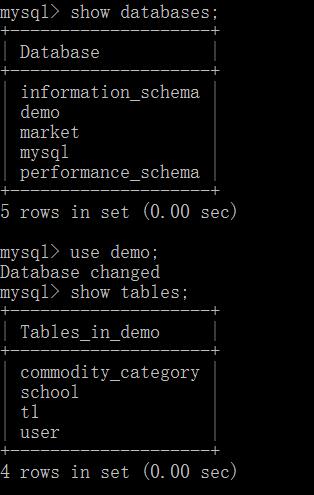 mysql> show databases;
+--------------------+
| Database           |
+--------------------+
| information_schema |
| demo               |
| market             |
| mysql              |
| performance_schema |
+--------------------+
5 rows in set (0.00 sec)
mysql> use demo;
Database changed
mysql> show tables;
+--------------------+
| Tables_in_demo     |
+--------------------+
| commodity_category |
| school             |
| tl                 |
| user               |
+--------------------+
4 rows in set (0.00 sec)